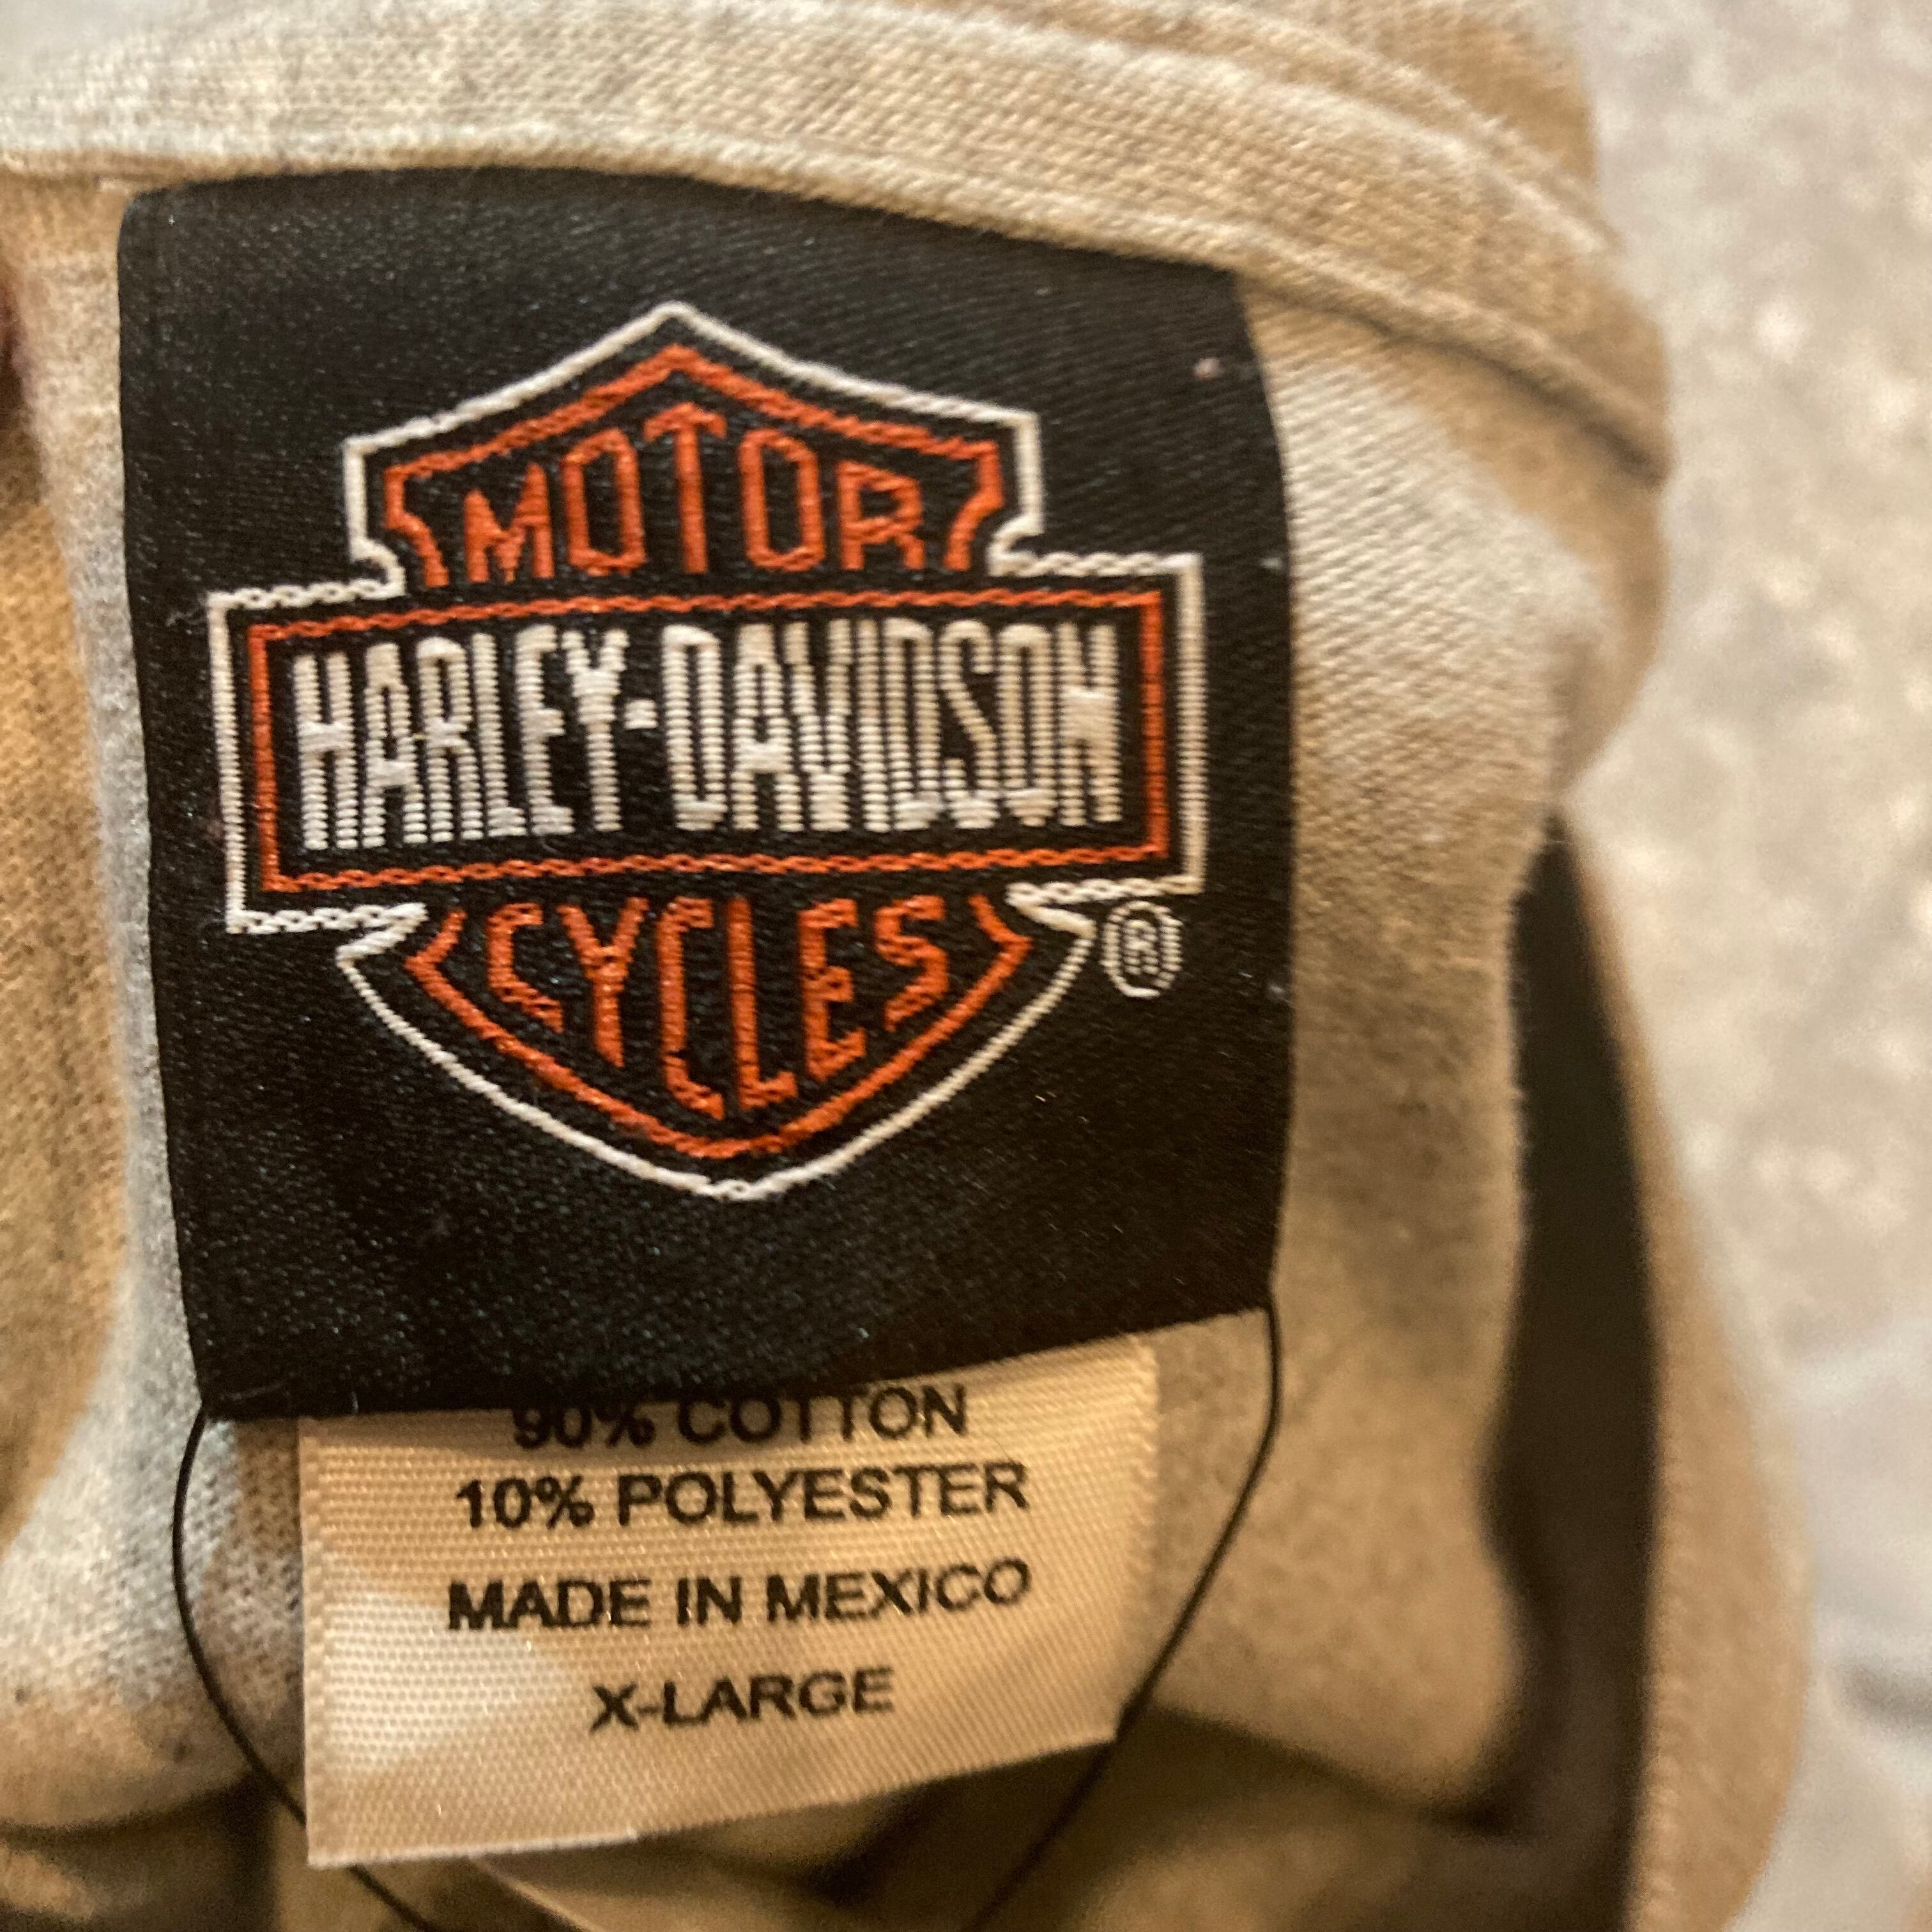 MOTOR
HARLEY-DAVIDSON
CYCLES
®
90% COTTON
10% POLYESTER
MADE IN MEXICO
X-LARGE